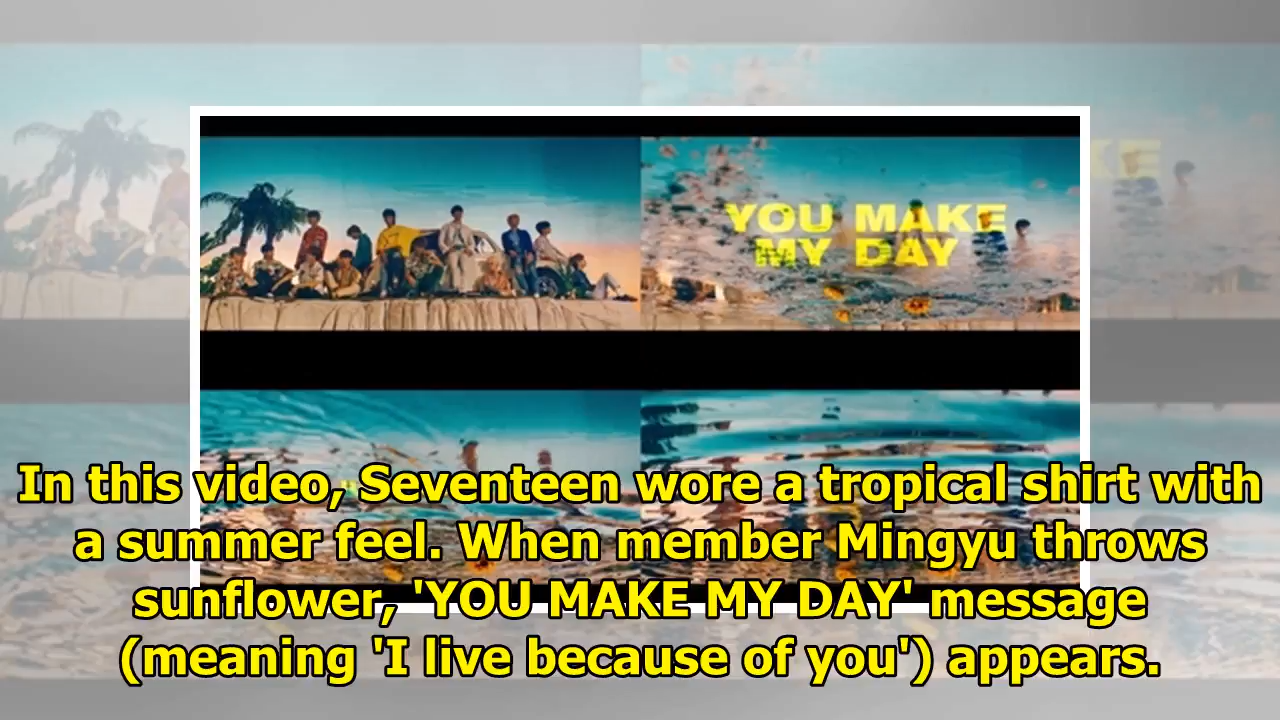 YOU MAKE
MY DAY
In this video, Seventeen wore a tropical shirt with
a summer feel. When member Mingyu throws
sunflower, 'YOU MAKE MY DAY' message
(meaning 'I live because of you') appears.